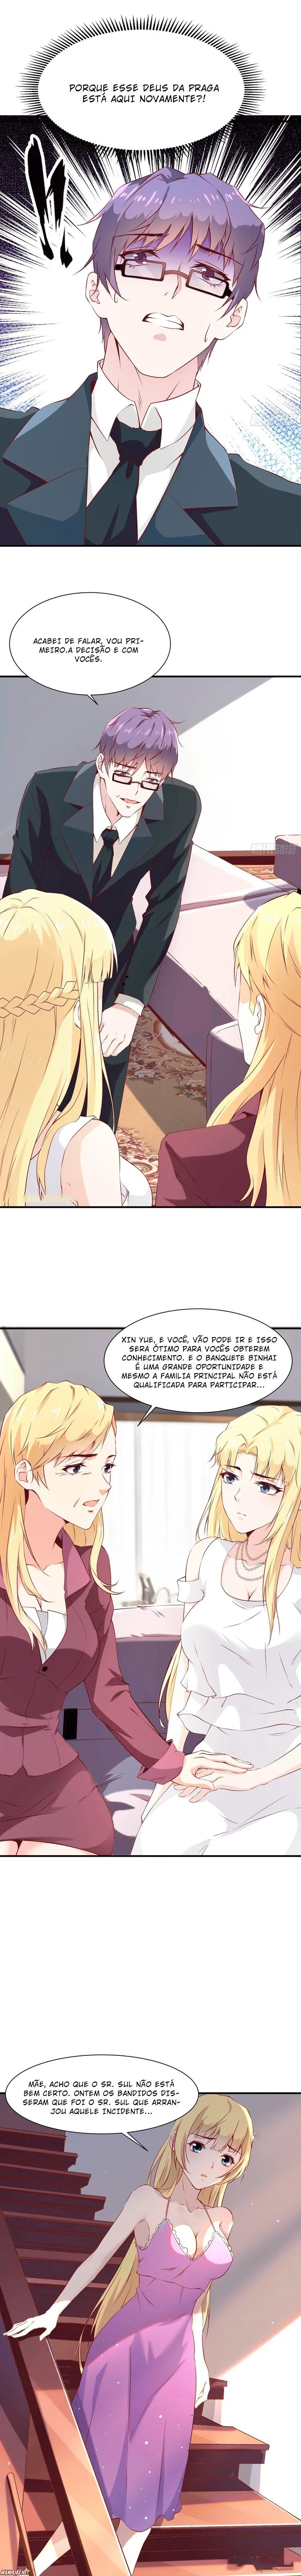 PORQUE ESSE DEUS DA PRAGA
ESTÁ AQUI NOVAMENTE?!
ACABEI DE FALAR, VOU PRI-
MEIRO.A DECISÃO E COM
VOCÊS.
XIN YUE, E VOCÊ, VÃO PODE IR E ISSO
SERA ÓTIMO PARA VOCÊS OBTEREM
CONHECIMENTO. E O BANQUETE BINHAI
É UMA GRANDE OPORTUNIDADE E
MESMO A FAMILIA PRINCIPAL NÃO ESTÁ
QUALIFICADA PARA PARTICIPAR...
MÃE, ACHO QUE O SR. SUL NÃO ESTÁ
BEM CERTO. ONTEM OS BANDIDOS DIS-
SERAM QUE FOI O SR. SUL QUE ARRAN-
JOU AQUELE INCIDENTE...